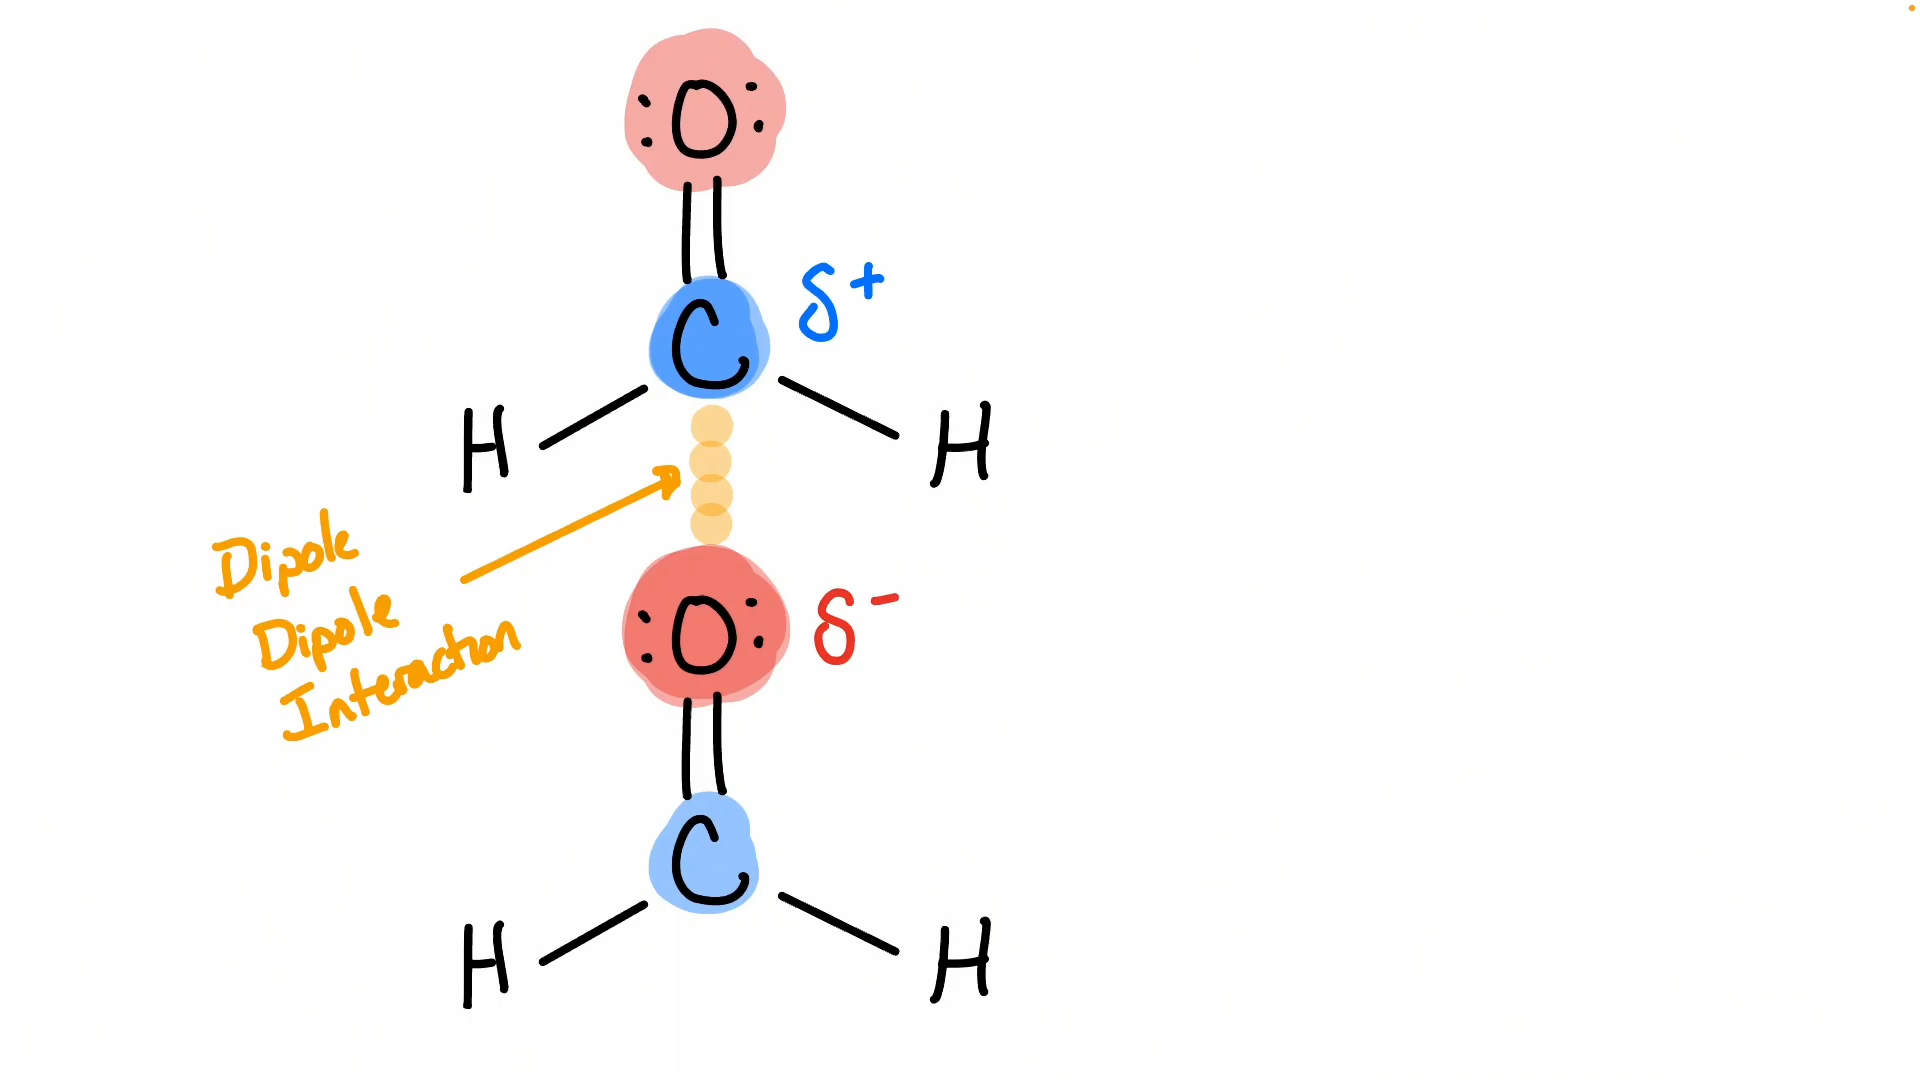 O
C δ+
H H
Dipole
Dipole
Interaction
O δ-
C
H H